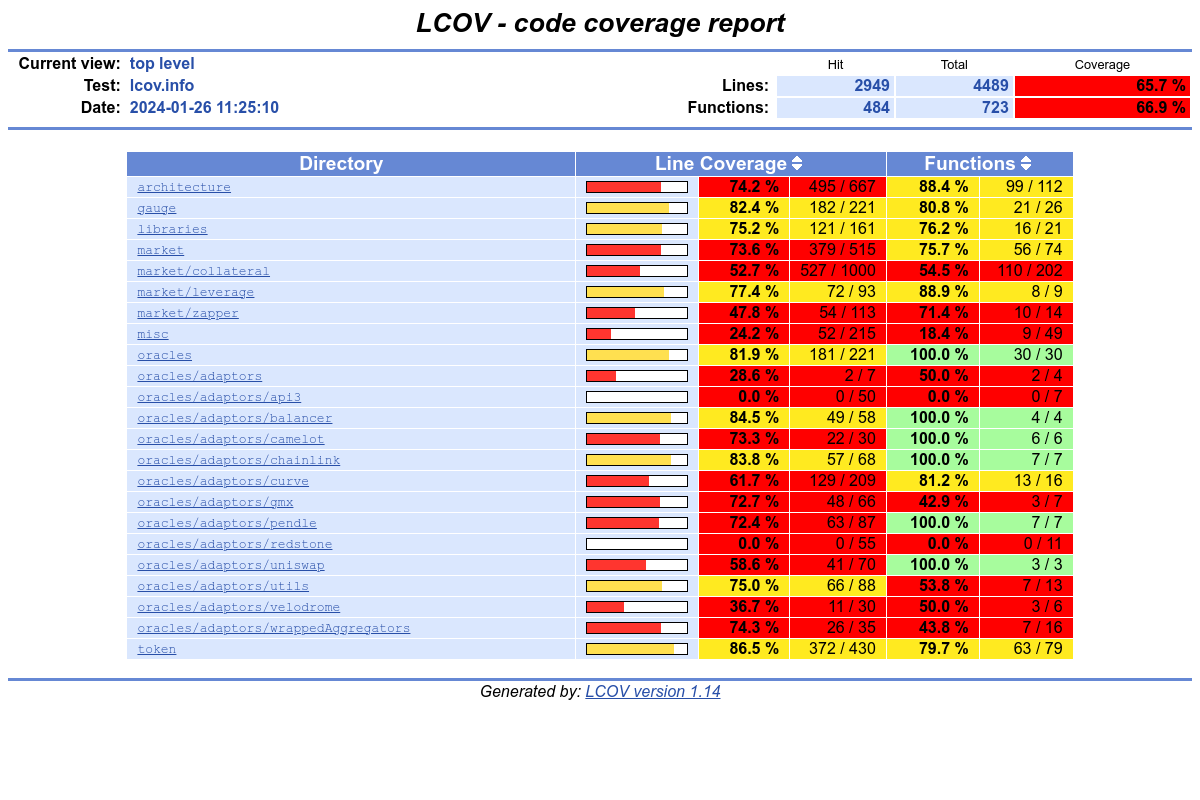 LCOV - code coverage report
Current view: top level Hit Total Coverage
Test: lcov.info Lines: 2949 4489 65.7 %
Date: 2024-01-26 11:25:10 Functions: 484 723 66.9 %
Directory Line Coverage Functions
architecture 74.2 % 495 / 667 88.4 % 99 / 112
gauge 82.4 % 182 / 221 80.8 % 21 / 26
libraries 75.2 % 121 / 161 76.2 % 16 / 21
market 73.6 % 379 / 515 75.7 % 56 / 74
market/collateral 52.7 % 527 / 1000 54.5 % 110 / 202
market/leverage 77.4 % 72 / 93 88.9 % 8 / 9
market/zapper 47.8 % 54 / 113 71.4 % 10 / 14
misc 24.2 % 52 / 215 18.4 % 9 / 49
oracles 81.9 % 181 / 221 100.0 % 30 / 30
oracles/adaptors 28.6 % 2 / 7 50.0 % 2 / 4
oracles/adaptors/api3 0.0 % 0 / 50 0.0 % 0 / 7
oracles/adaptors/balancer 84.5 % 49 / 58 100.0 % 4 / 4
oracles/adaptors/camelot 73.3 % 22 / 30 100.0 % 6 / 6
oracles/adaptors/chainlink 83.8 % 57 / 68 100.0 % 7 / 7
oracles/adaptors/curve 61.7 % 129 / 209 81.2 % 13 / 16
oracles/adaptors/gmx 72.7 % 48 / 66 42.9 % 3 / 7
oracles/adaptors/pendle 72.4 % 63 / 87 100.0 % 7 / 7
oracles/adaptors/redstone 0.0 % 0 / 55 0.0 % 0 / 11
oracles/adaptors/uniswap 58.6 % 41 / 70 100.0 % 3 / 3
oracles/adaptors/utils 75.0 % 66 / 88 53.8 % 7 / 13
oracles/adaptors/velodrome 36.7 % 11 / 30 50.0 % 3 / 6
oracles/adaptors/wrappedAggregators 74.3 % 26 / 35 43.8 % 7 / 16
token 86.5 % 372 / 430 79.7 % 63 / 79
Generated by: LCOV version 1.14